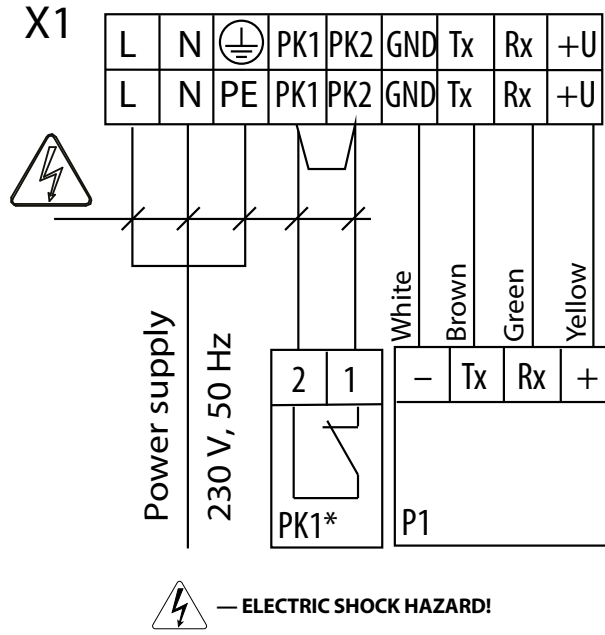 X1
L N PK1 PK2 GND Tx Rx +U
L N PE PK1 PK2 GND Tx Rx +U
White
Brown
Green
Yellow
Power supply
230 V, 50 Hz
2 1
– Tx Rx +
PK1*
P1
— ELECTRIC SHOCK HAZARD!